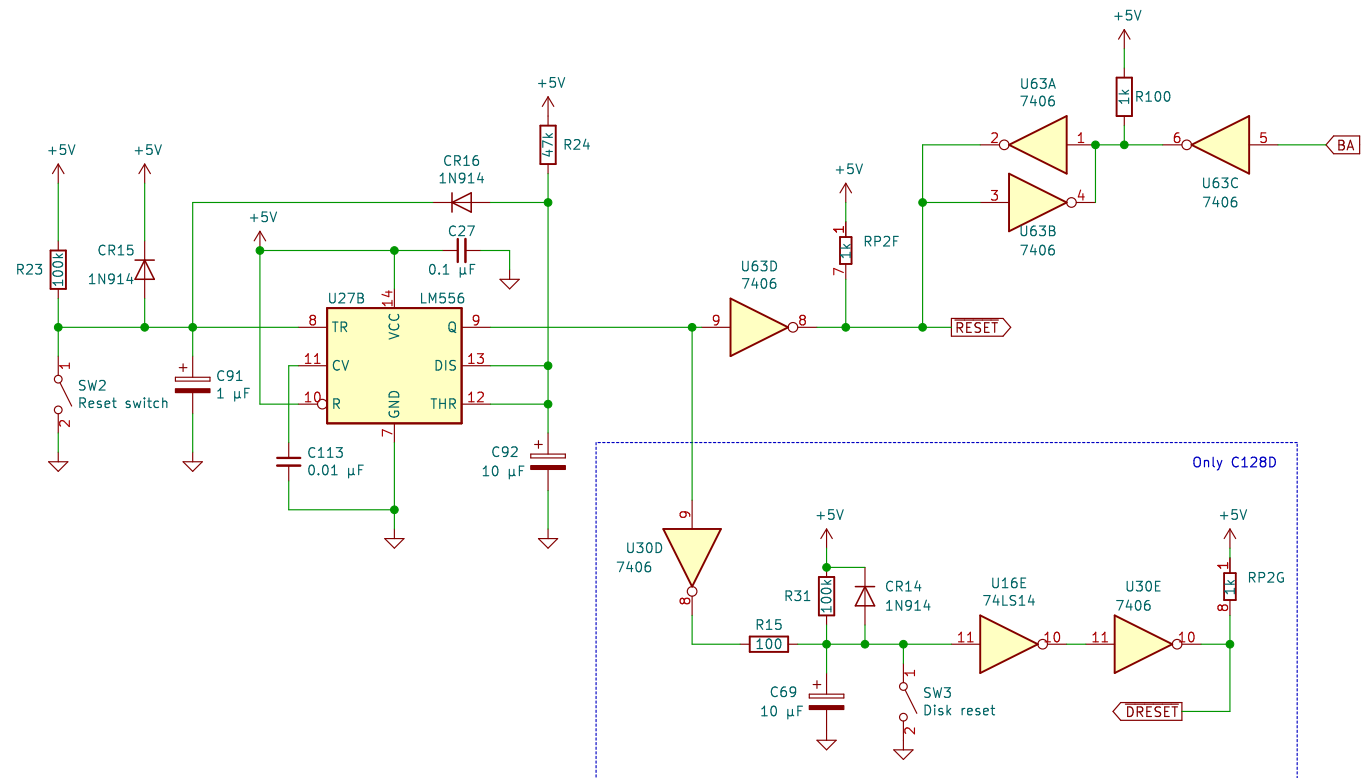 +5V
+5V
U63A
7406
1k
R100
2
1
6
5
BA
U63C
7406
3
4
U63B
7406
+5V
47k
R24
+5V
+5V
CR16
1N914
+5V
C27
0.1 µF
R23
100k
CR15
1N914
+5V
1
1k
RP2F
7
U63D
7406
9
8
RESET
U27B
LM556
14
8
TR
VCC
Q
9
11
CV
DIS
13
10
R
GND
THR
12
7
1
SW2
Reset switch
2
+
C91
1 µF
C113
0.01 µF
C92
10 µF
+
Only C128D
9
U30D
7406
8
+5V
R31
100k
CR14
1N914
R15
100
U16E
74LS14
11
10
U30E
7406
11
10
+5V
1
1k
RP2G
8
C69
10 µF
+
1
SW3
Disk reset
2
DRESET